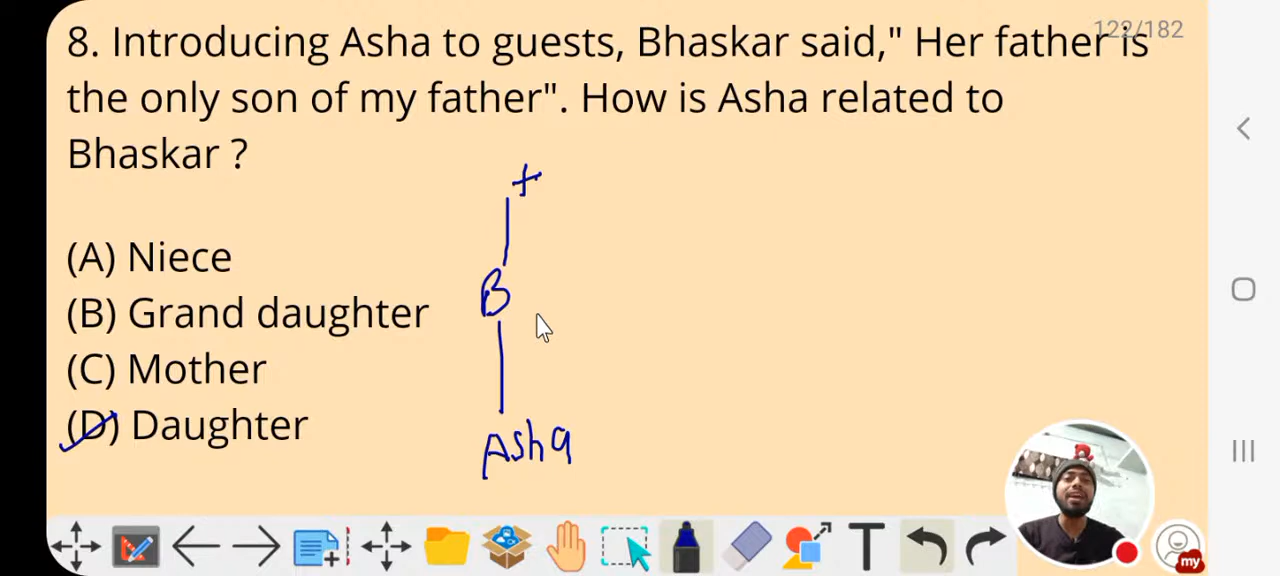 122/182
8. Introducing Asha to guests, Bhaskar said," Her father is
the only son of my father". How is Asha related to
Bhaskar ?
+
(A) Niece
B
(B) Grand daughter
(C) Mother
(D) Daughter
Asha
T
my